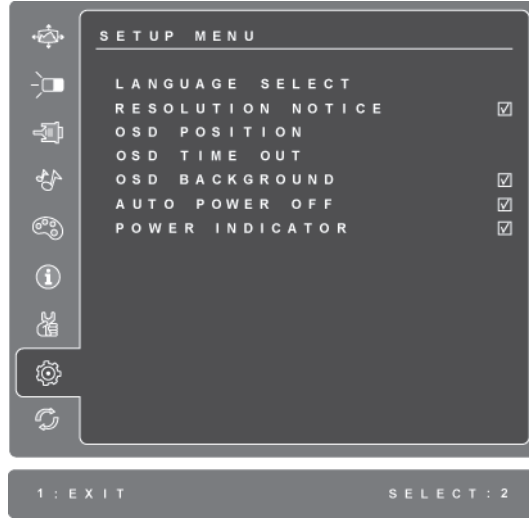 SETUP MENU
LANGUAGE SELECT
RESOLUTION NOTICE
OSD POSITION
OSD TIME OUT
OSD BACKGROUND
AUTO POWER OFF
POWER INDICATOR
1:EXIT SELECT:2